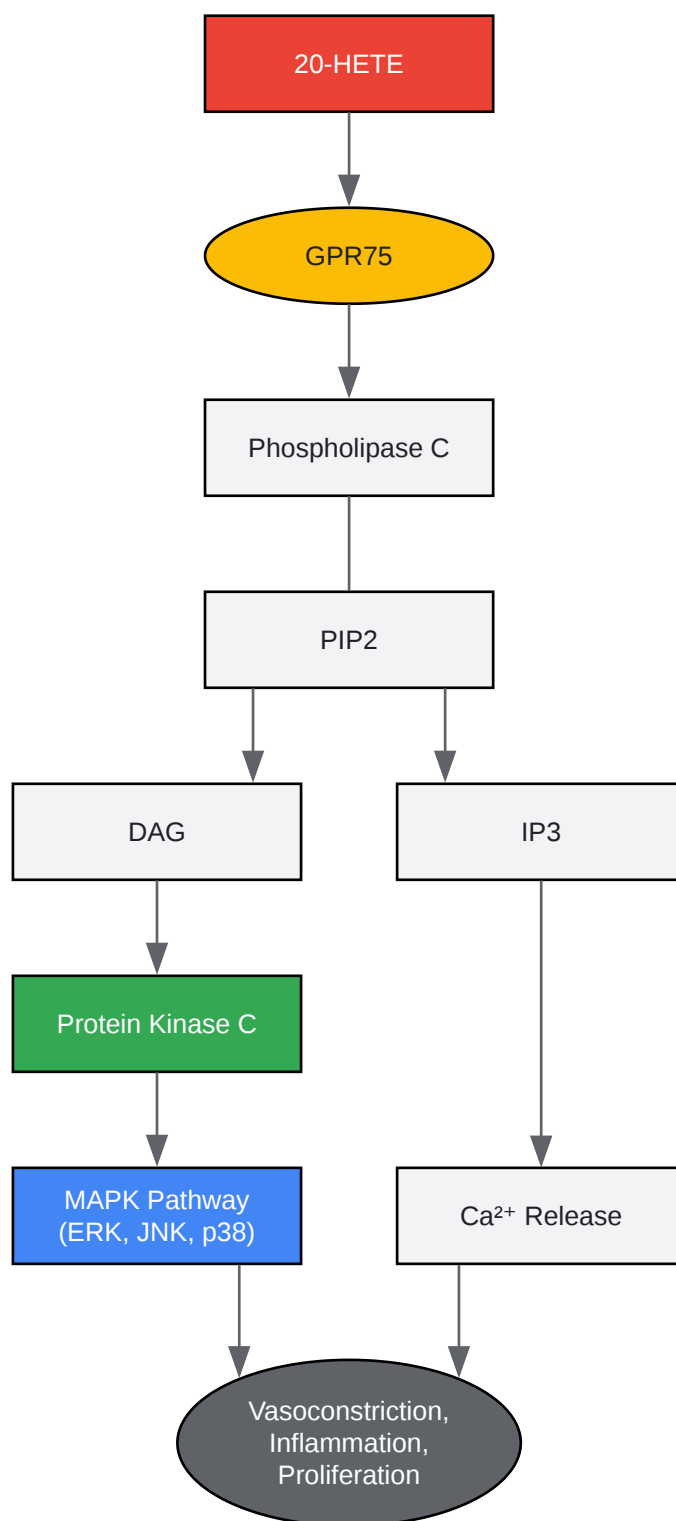 20-HETE
GPR75
Phospholipase C
PIP2
DAG
IP3
Protein Kinase C
MAPK Pathway
(ERK, JNK, p38)
Ca²⁺ Release
Vasoconstriction,
Inflammation,
Proliferation